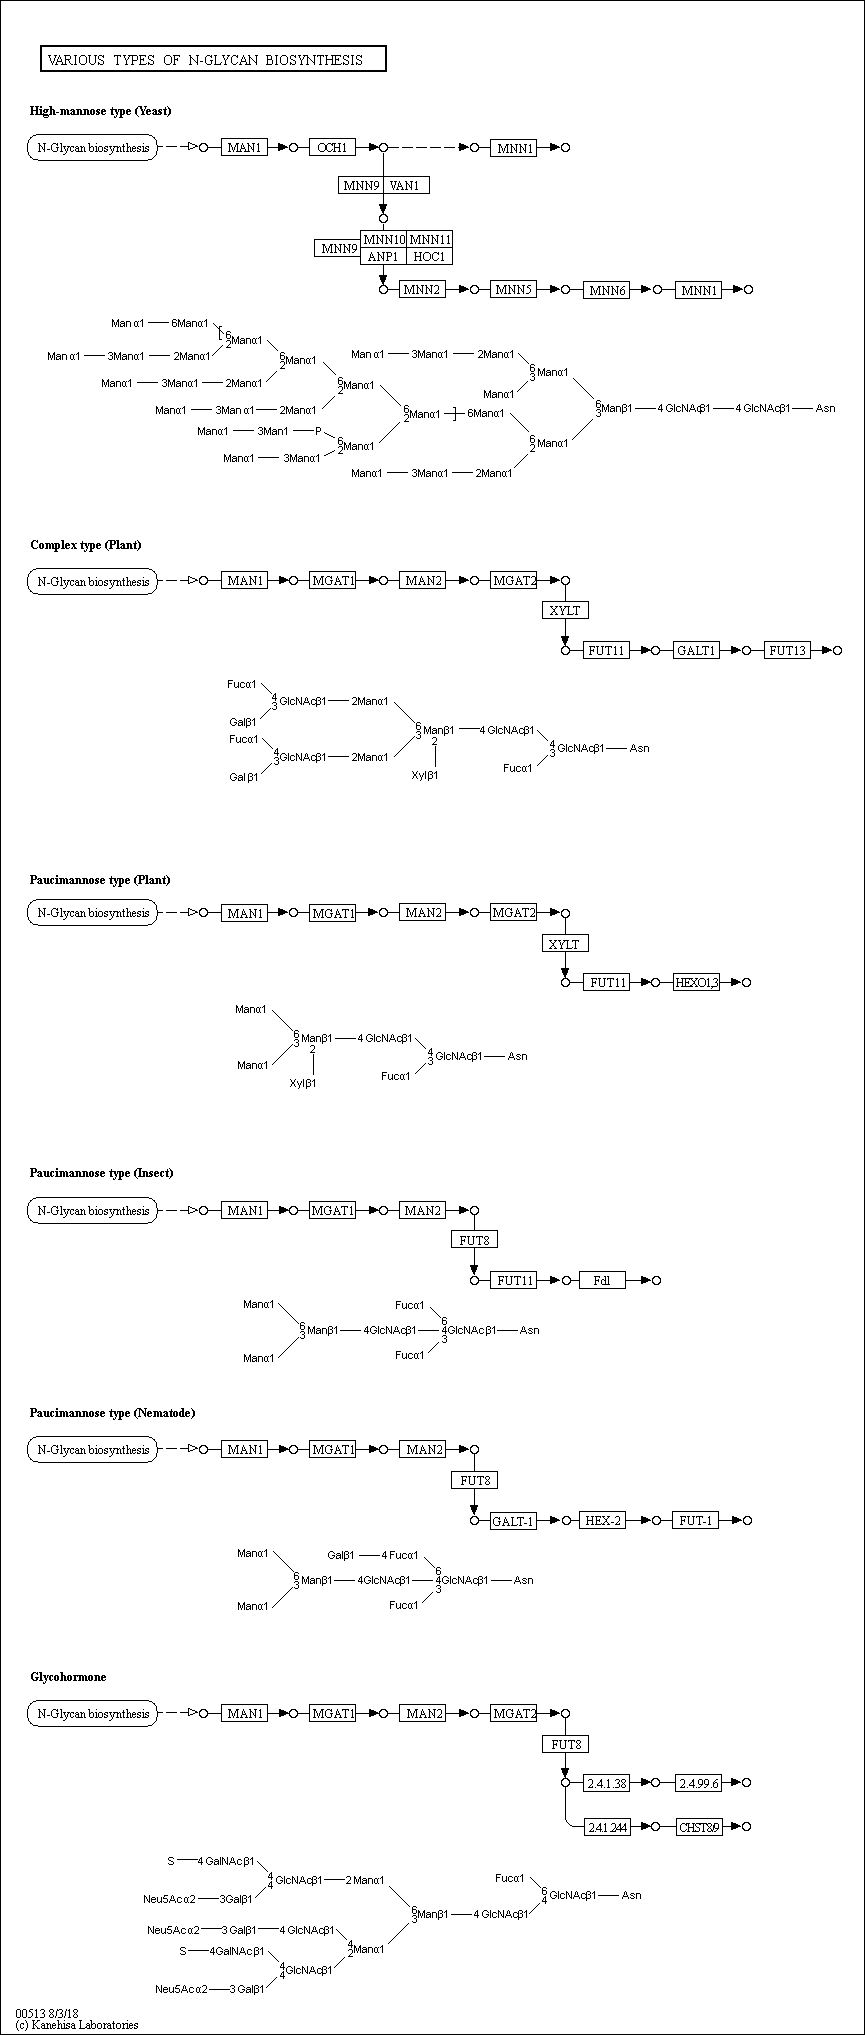 VARIOUS TYPES OF N-GLYCAN BIOSYNTHESIS
High-mannose type (Yeast)
N-Glycan biosynthesis MAN1 OCH1 MNN1
MNN9 VAN1
MNN9 MNN10 MNN11
ANP1 HOC1
MNN2 MNN5 MNN6 MNN1
Man α1 6Manα1
[ 6 2 Manα1
Man α1 3Manα1 2Manα1
6 2 Manα1
Man α1 3Manα1 2Manα1
6 3 Manα1
Manα1 3Manα1 2Manα1
6 2 Manα1
Manα1
Manα1 3Man α1 2Manα1
6 2 Manα1 ] 6Manα1
6 3 Manβ1 4 GlcNAcβ1 4 GlcNAcβ1 Asn
Manα1 3Man1 P
6 2 Manα1
6 2 Manα1
Manα1 3Manα1
Manα1 3Manα1 2Manα1
Complex type (Plant)
N-Glycan biosynthesis MAN1 MGAT1 MAN2 MGAT2
XYLT
FUT11 GALT1 FUT13
Fucα1
4 3 GlcNAcβ1 2Manα1
Galβ1
6 3 Manβ1 4 GlcNAcβ1
2
Fucα1
4 3 GlcNAcβ1 Asn
4 3 GlcNAcβ1 2Manα1
Fucα1
Galβ1
Xylβ1
Paucimannose type (Plant)
N-Glycan biosynthesis MAN1 MGAT1 MAN2 MGAT2
XYLT
FUT11 HEXO1,3
Manα1
6 3 Manβ1 4 GlcNAcβ1
2
4 3 GlcNAcβ1 Asn
Manα1
Fucα1
Xylβ1
Paucimannose type (Insect)
N-Glycan biosynthesis MAN1 MGAT1 MAN2
FUT8
FUT11 Fdl
Manα1 Fucα1
6 3 Manβ1 4GlcNAcβ1 6 4 3 GlcNAcβ1 Asn
Manα1 Fucα1
Paucimannose type (Nematode)
N-Glycan biosynthesis MAN1 MGAT1 MAN2
FUT8
GALT-1 HEX-2 FUT-1
Manα1 Galβ1 4 Fucα1
6 3 Manβ1 4GlcNAcβ1 6 4 3 GlcNAcβ1 Asn
Manα1 Fucα1
Glycohormone
N-Glycan biosynthesis MAN1 MGAT1 MAN2 MGAT2
FUT8
2.4.1.38 2.4.99.6
2.4.1.244 CHST8/9
S 4 GalNAcβ1
4 4 GlcNAcβ1 2 Manα1
Fucα1
Neu5Acα2 3Galβ1
6 4 GlcNAcβ1 Asn
6 3 Manβ1 4 GlcNAcβ1
Neu5Ac α2 3 Galβ1 4 GlcNAcβ1
4 2 Manα1
S 4GalNAcβ1
4 4 GlcNAcβ1
Neu5Ac α2 3 Galβ1
00513 8/3/18
(c) Kanehisa Laboratories